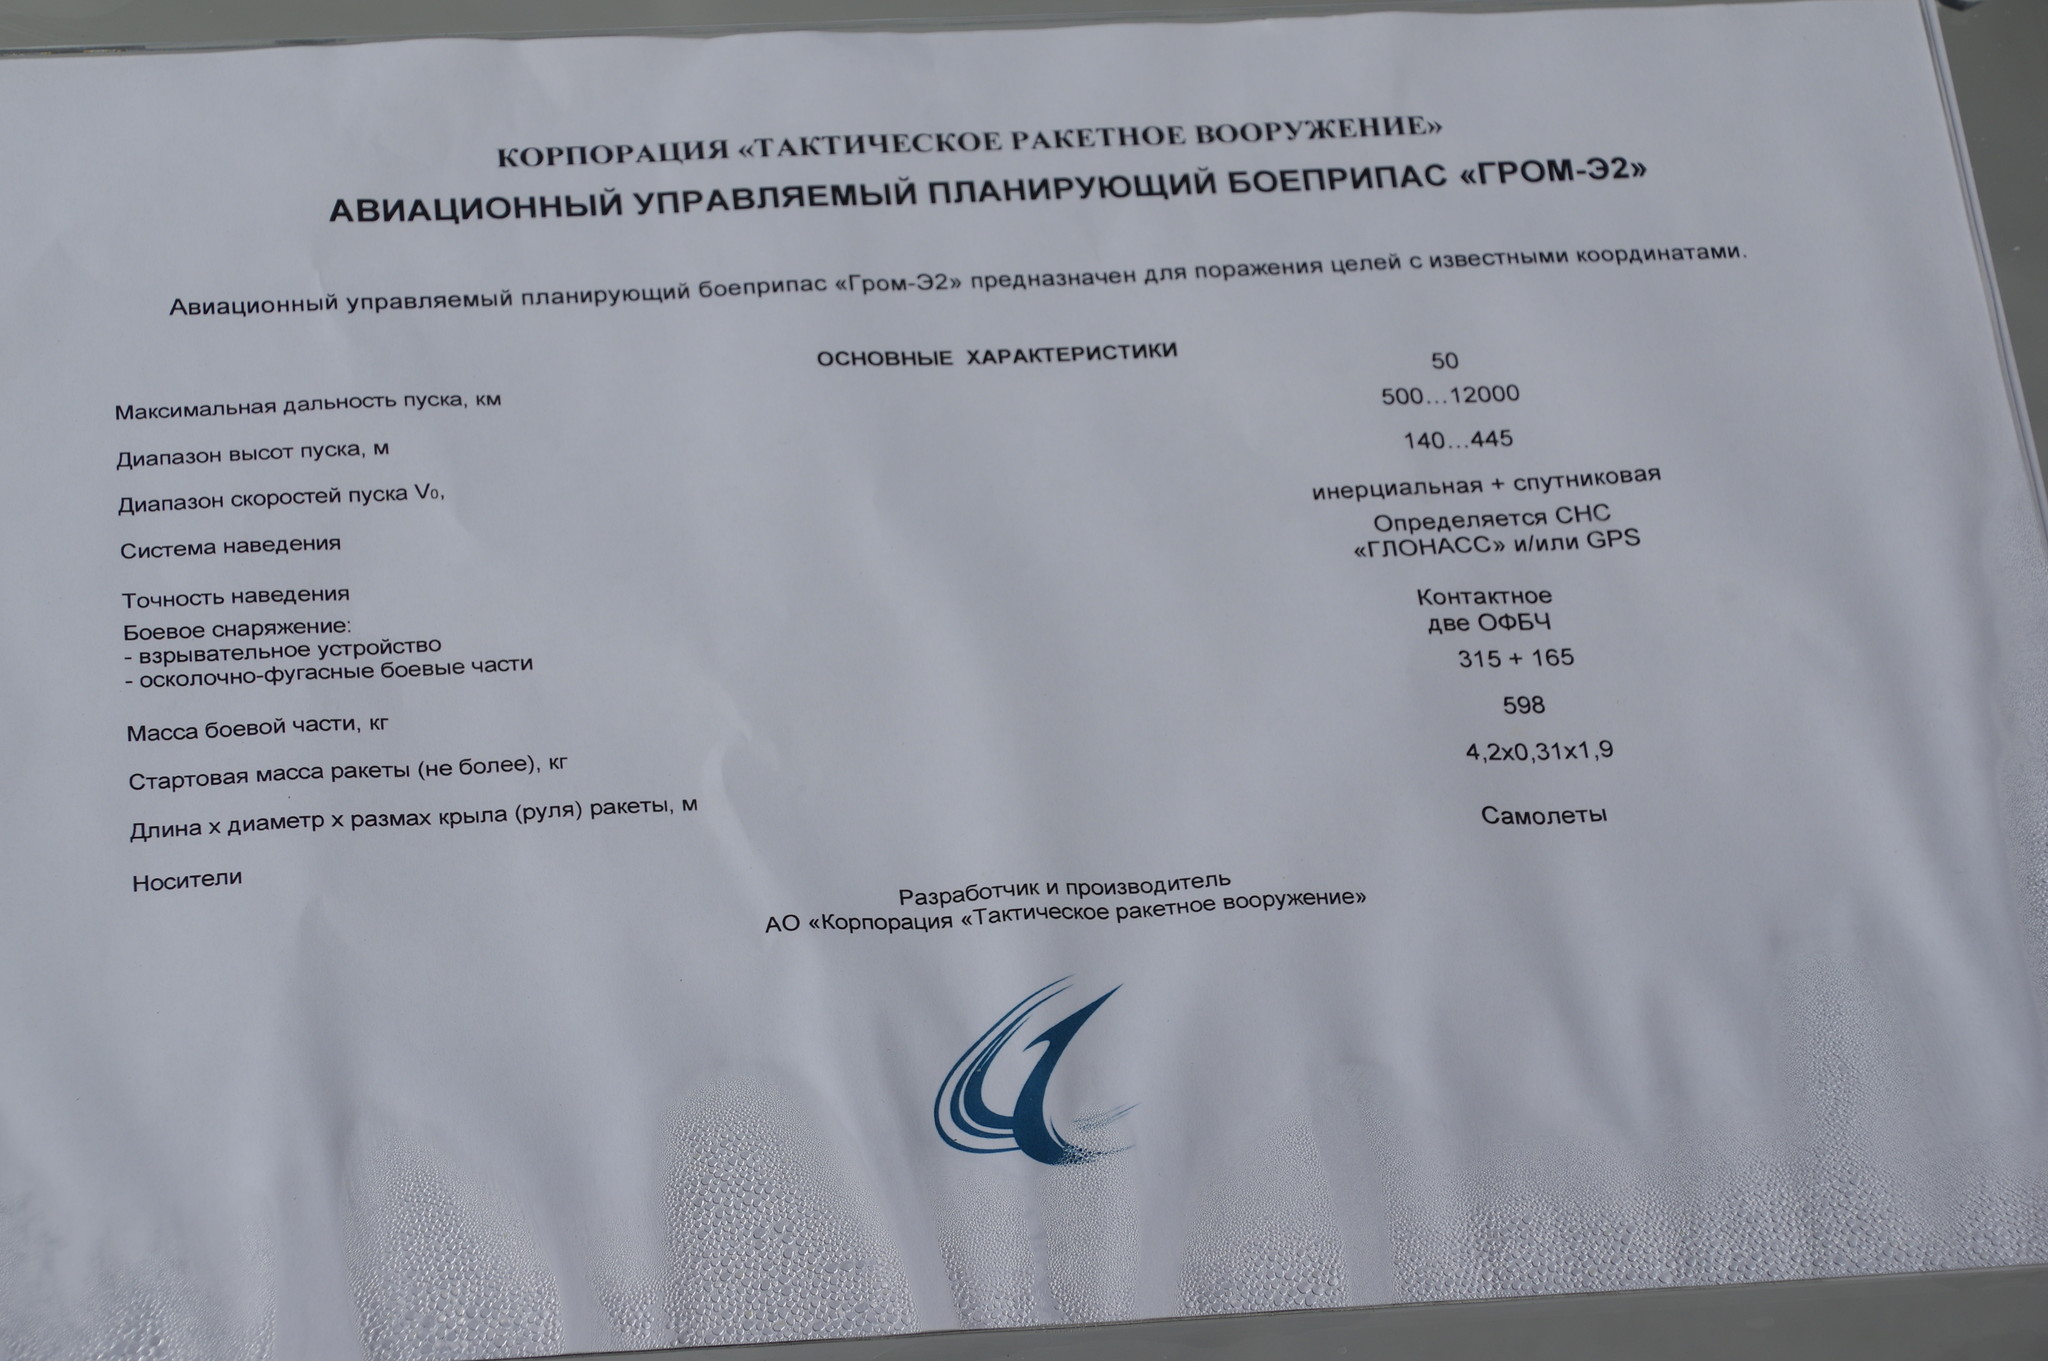 КОРПОРАЦИЯ «ТАКТИЧЕСКОЕ РАКЕТНОЕ ВООРУЖЕНИЕ»
АВИАЦИОННЫЙ УПРАВЛЯЕМЫЙ ПЛАНИРУЮЩИЙ БОЕПРИПАС «ГРОМ-Э2»
Авиационный управляемый планирующий боеприпас «Гром-Э2» предназначен для поражения целей с известными координатами.
ОСНОВНЫЕ ХАРАКТЕРИСТИКИ
Максимальная дальность пуска, км 50
Диапазон высот пуска, м 500…12000
Диапазон скоростей пуска V₀, 140…445
Система наведения инерциальная + спутниковая
Точность наведения Определяется СНС
«ГЛОНАСС» и/или GPS
Боевое снаряжение:
- взрывательное устройство Контактное
- осколочно-фугасные боевые части две ОФБЧ
Масса боевой части, кг 315 + 165
Стартовая масса ракеты (не более), кг 598
Длина х диаметр х размах крыла (руля) ракеты, м 4,2х0,31х1,9
Носители Самолеты
Разработчик и производитель
АО «Корпорация «Тактическое ракетное вооружение»